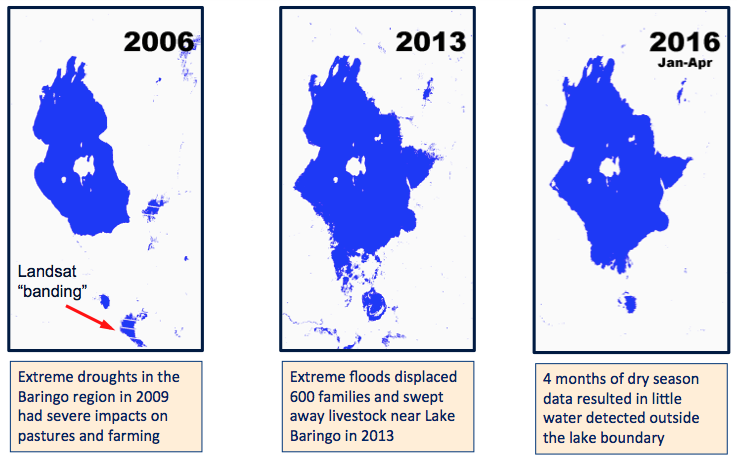 2006
2013
2016
Jan-Apr
Landsat
“banding”
Extreme droughts in the
Baringo region in 2009
had severe impacts on
pastures and farming
Extreme floods displaced
600 families and swept
away livestock near Lake
Baringo in 2013
4 months of dry season
data resulted in little
water detected outside
the lake boundary